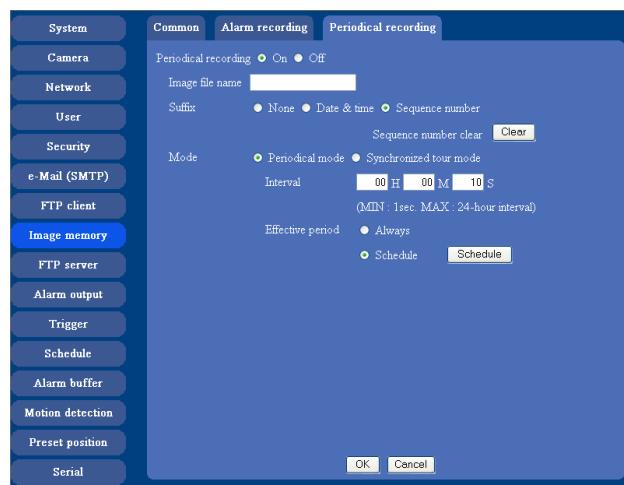 System
Camera
Network
User
Security
e-Mail (SMTP)
FTP client
Image memory
FTP server
Alarm output
Trigger
Schedule
Alarm buffer
Motion detection
Preset position
Serial
Common Alarm recording Periodical recording
Periodical recording On Off
Image file name
Suffix None Date & time Sequence number
Sequence number clear Clear
Mode Periodical mode Synchronized tour mode
Interval 00 H 00 M 10 S
(MIN : 1sec. MAX : 24-hour interval)
Effective period Always
Schedule Schedule
OK Cancel